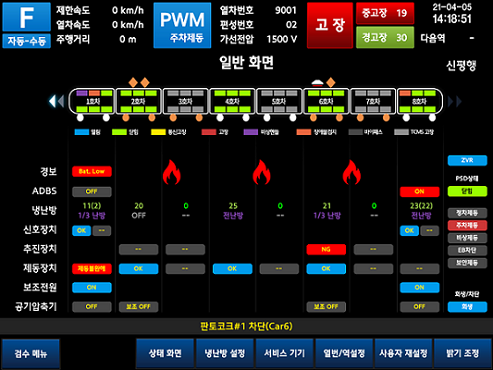 F
자동-수동
제한속도 0 km/h
열차속도 0 km/h
주행거리 0 m
PWM
주차제동
열차번호 9001
편성번호 02
가선전압 1500 V
고 장
중고장 19
경고장 30
21-04-05
14:18:51
다음역 -
일반 화면
신평행
1호차 2호차 3호차 4호차 5호차 6호차 7호차 8호차
열림 닫힘 통신고장 고장 비상핸들 장애물감지 바이패스 TCMS 고장
ZVR
경보 Bat. Low
PSD상태
닫힘
ADBS OFF ON
냉난방 11(2) 20 0 25 0 21 0 23(22)
1/3 난방 OFF 전난방 1/3 난방 전난방
정차제동
주차제동
비상제동
EB차단
보안제동
신호장치 OK -- OK --
추진장치 -- -- -- -- NG --
제동장치 제동불완해 OK -- OK -- OK -- OK
보조전원 ON ON
회생/차단
회생
공기압축기 OFF 보조 OFF 보조 OFF OFF
판토코크#1 차단(Car6)
검수 메뉴
상태 화면
냉난방 설정
서비스 기기
열번/역설정
사용자 재설정
밝기 조정